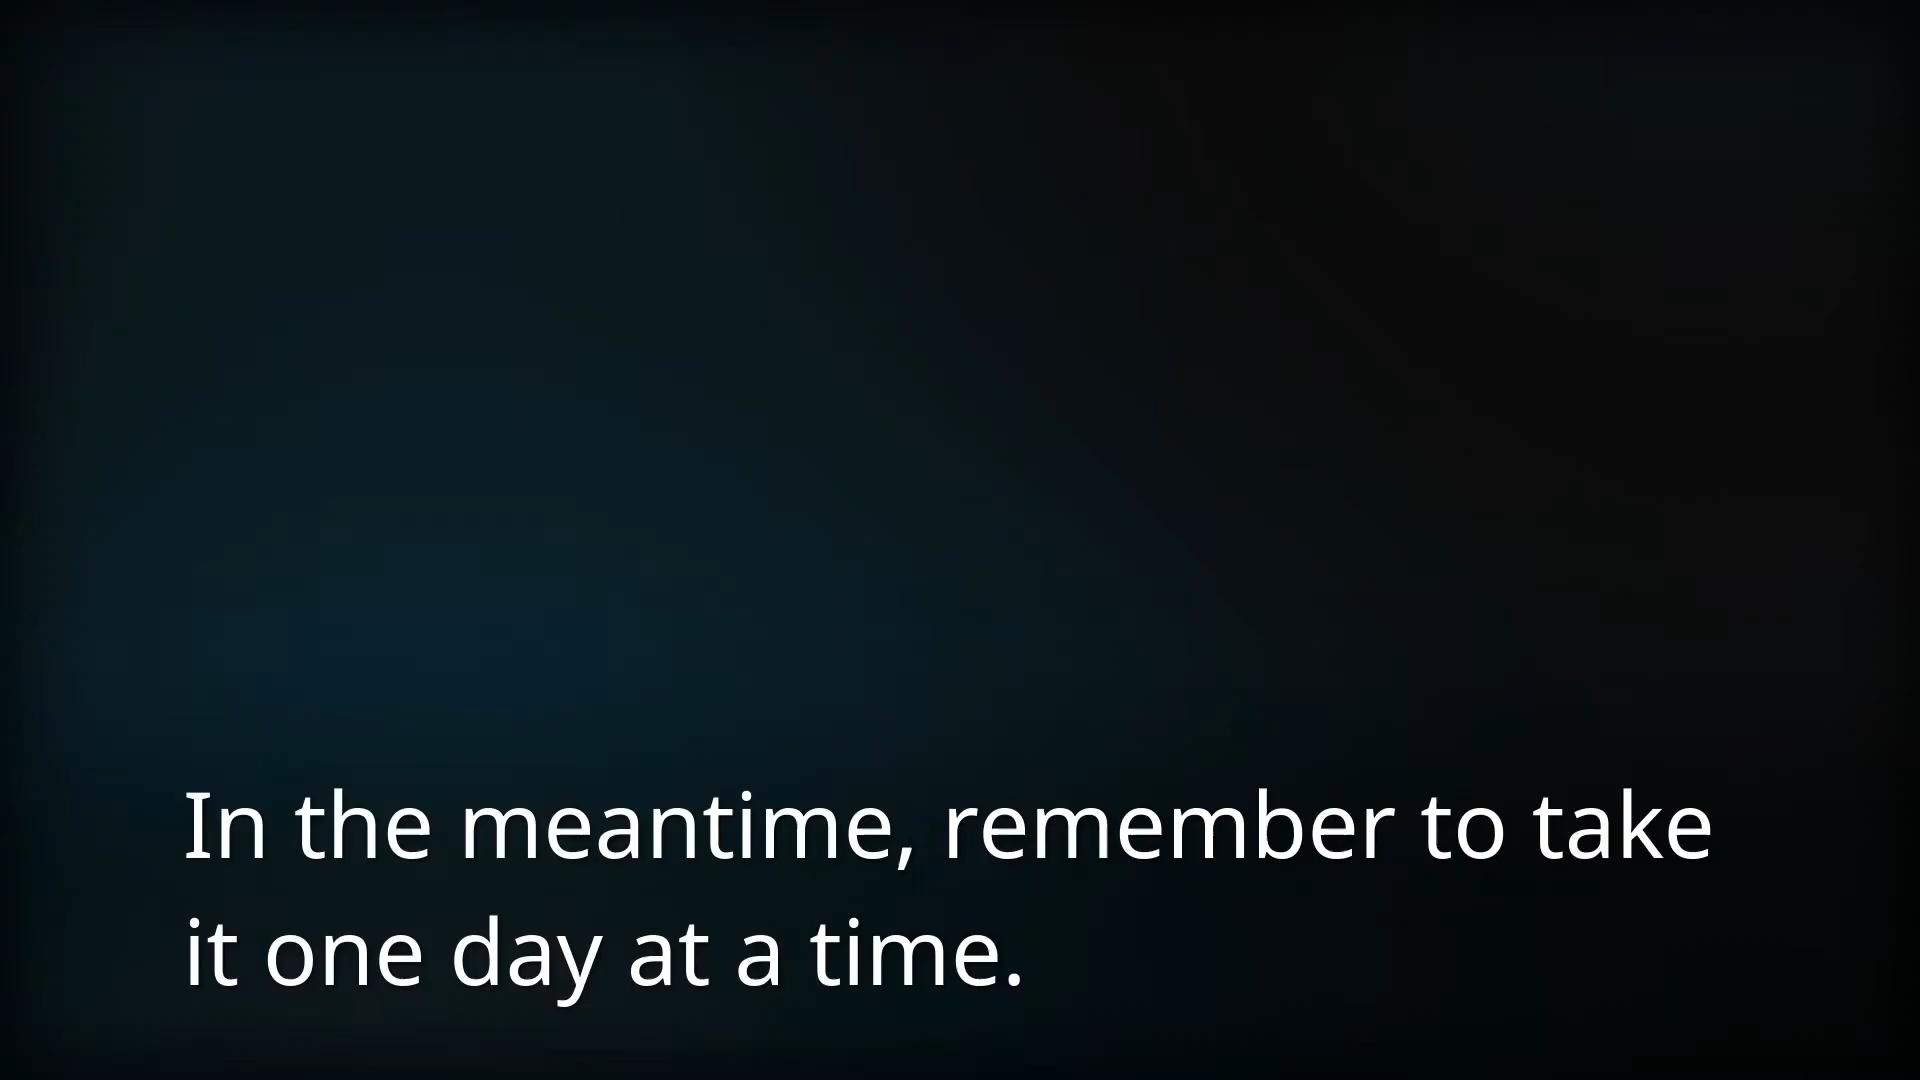 In the meantime, remember to take
it one day at a time.